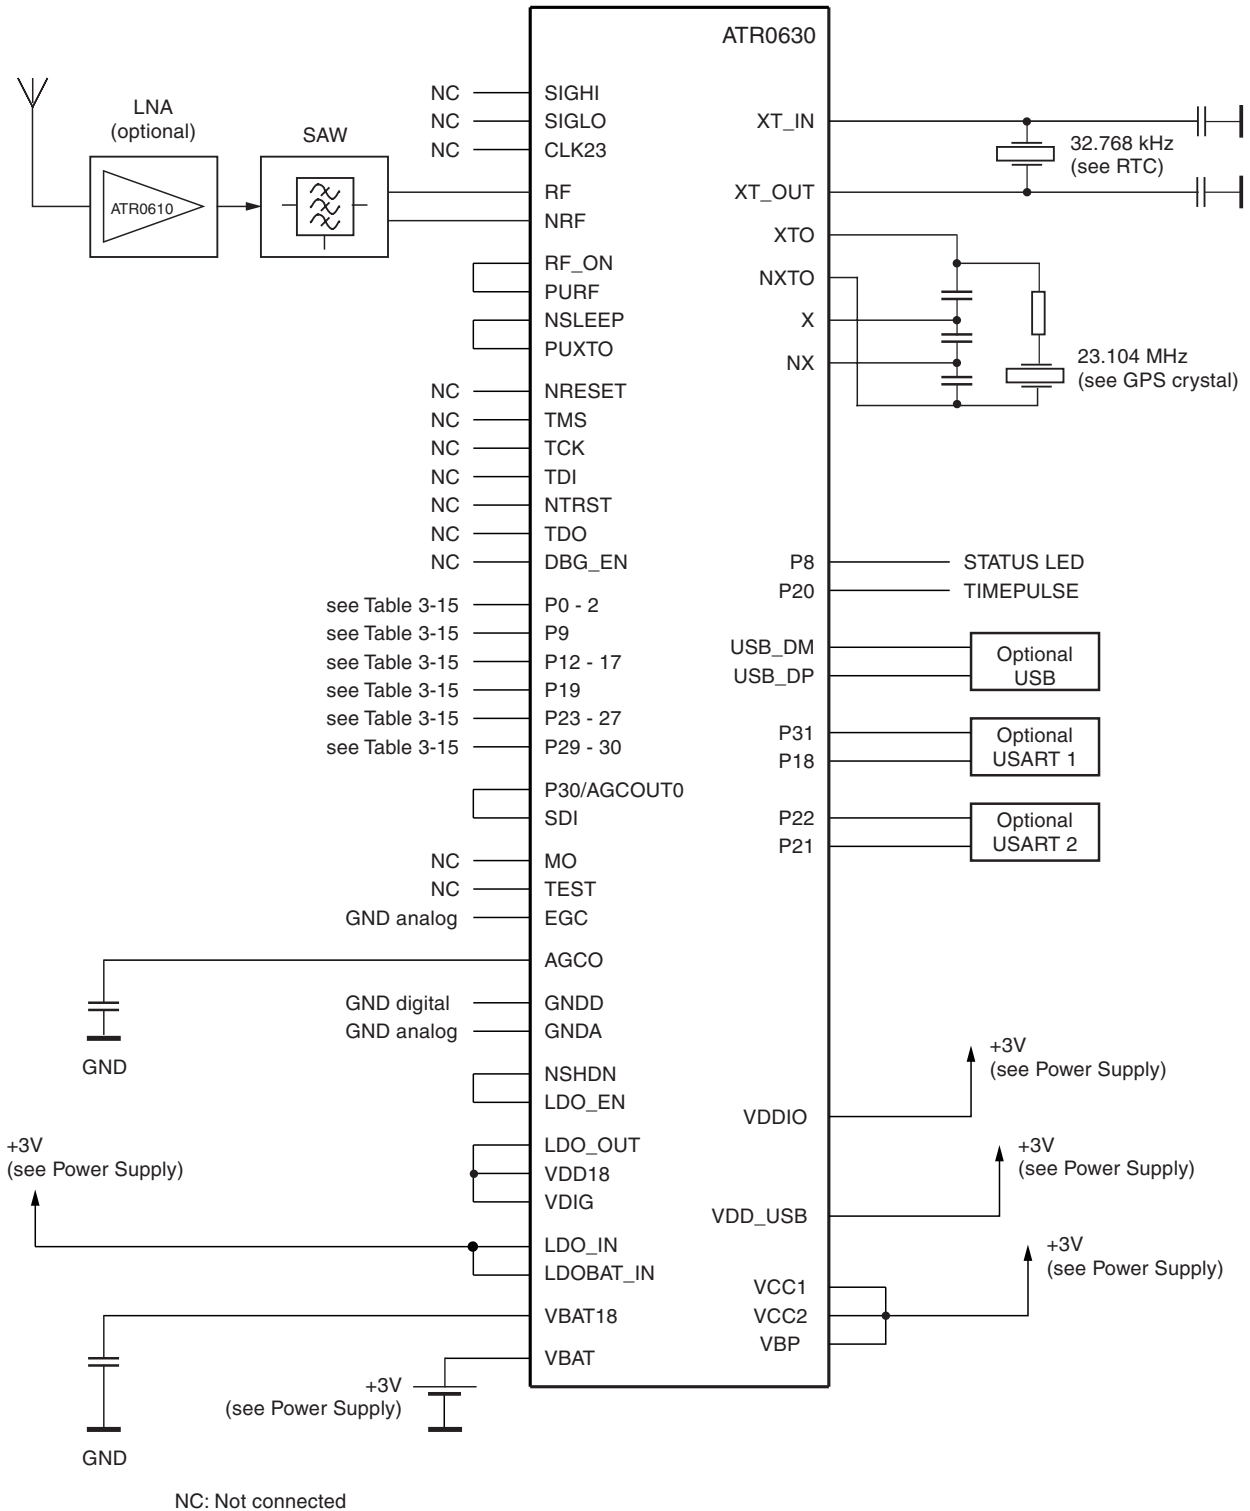 ATR0630
LNA
(optional)
SAW
ATR0610
NC
SIGHI
NC
SIGLO
NC
CLK23
RF
NRF
RF_ON
PURF
NSLEEP
PUXTO
NC
NRESET
NC
TMS
NC
TCK
NC
TDI
NC
NTRST
NC
TDO
NC
DBG_EN
see Table 3-15
P0 - 2
see Table 3-15
P9
see Table 3-15
P12 - 17
see Table 3-15
P19
see Table 3-15
P23 - 27
see Table 3-15
P29 - 30
P30/AGCOUT0
SDI
NC
MO
NC
TEST
GND analog
EGC
AGCO
GND
GND digital
GNDD
GND analog
GNDA
NSHDN
LDO_EN
LDO_OUT
VDD18
VDIG
+3V
(see Power Supply)
LDO_IN
LDOBAT_IN
VBAT18
VBAT
+3V
(see Power Supply)
GND
XT_IN
XT_OUT
32.768 kHz
(see RTC)
XTO
NXTO
X
NX
23.104 MHz
(see GPS crystal)
P8
STATUS LED
P20
TIMEPULSE
USB_DM
USB_DP
Optional
USB
P31
P18
Optional
USART 1
P22
P21
Optional
USART 2
+3V
(see Power Supply)
VDDIO
+3V
(see Power Supply)
VDD_USB
+3V
(see Power Supply)
VCC1
VCC2
VBP
NC: Not connected